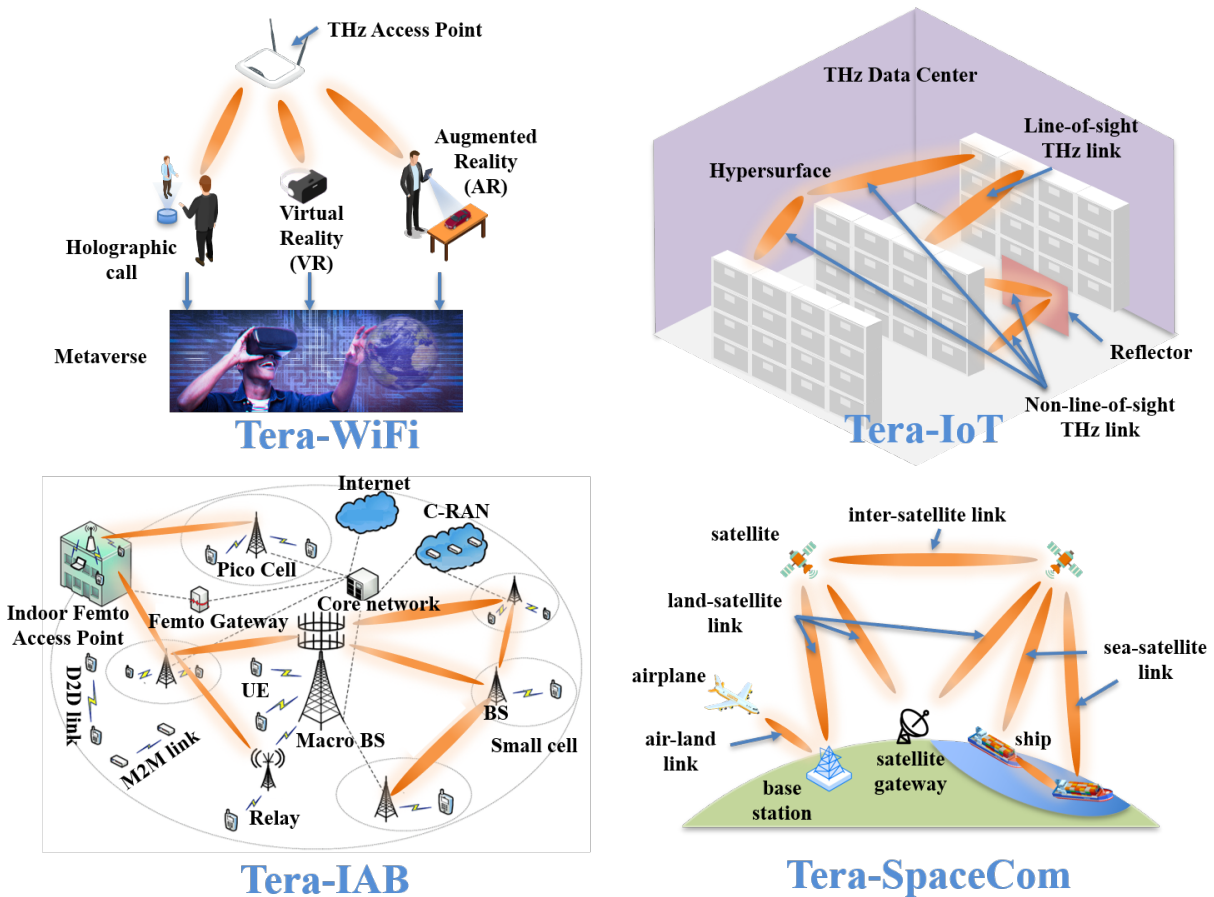 THz Access Point
Augmented
Reality
(AR)
Virtual
Reality
(VR)
Holographic
call
Metaverse
Tera-WiFi
THz Data Center
Line-of-sight
THz link
Hypersurface
Reflector
Non-line-of-sight
THz link
Tera-IoT
Internet
C-RAN
Pico Cell
Core network
Indoor Femto
Access Point
Femto Gateway
D2D link
UE
BS
M2M link
Macro BS
Small cell
Relay
Tera-IAB
inter-satellite link
satellite
land-satellite
link
sea-satellite
link
airplane
air-land
link
ship
satellite
gateway
base
station
Tera-SpaceCom